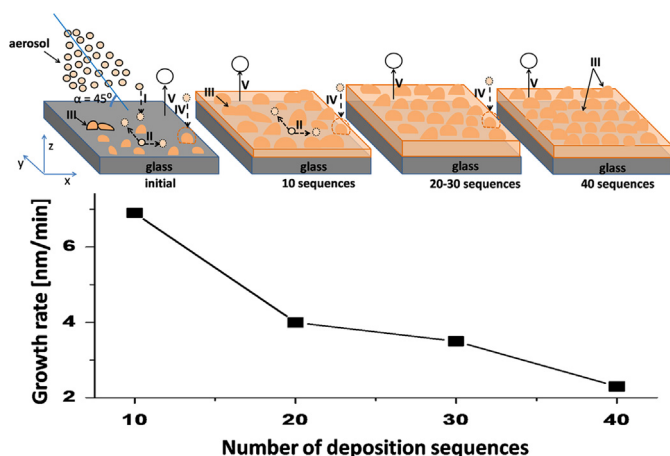 aerosol
α = 45°
I
V
IV
III
II
z
y
x
glass
initial
V
III
IV
II
glass
10 sequences
V
IV
glass
20-30 sequences
V
III
glass
40 sequences
Growth rate [nm/min]
6
4
2
10
20
30
40
Number of deposition sequences